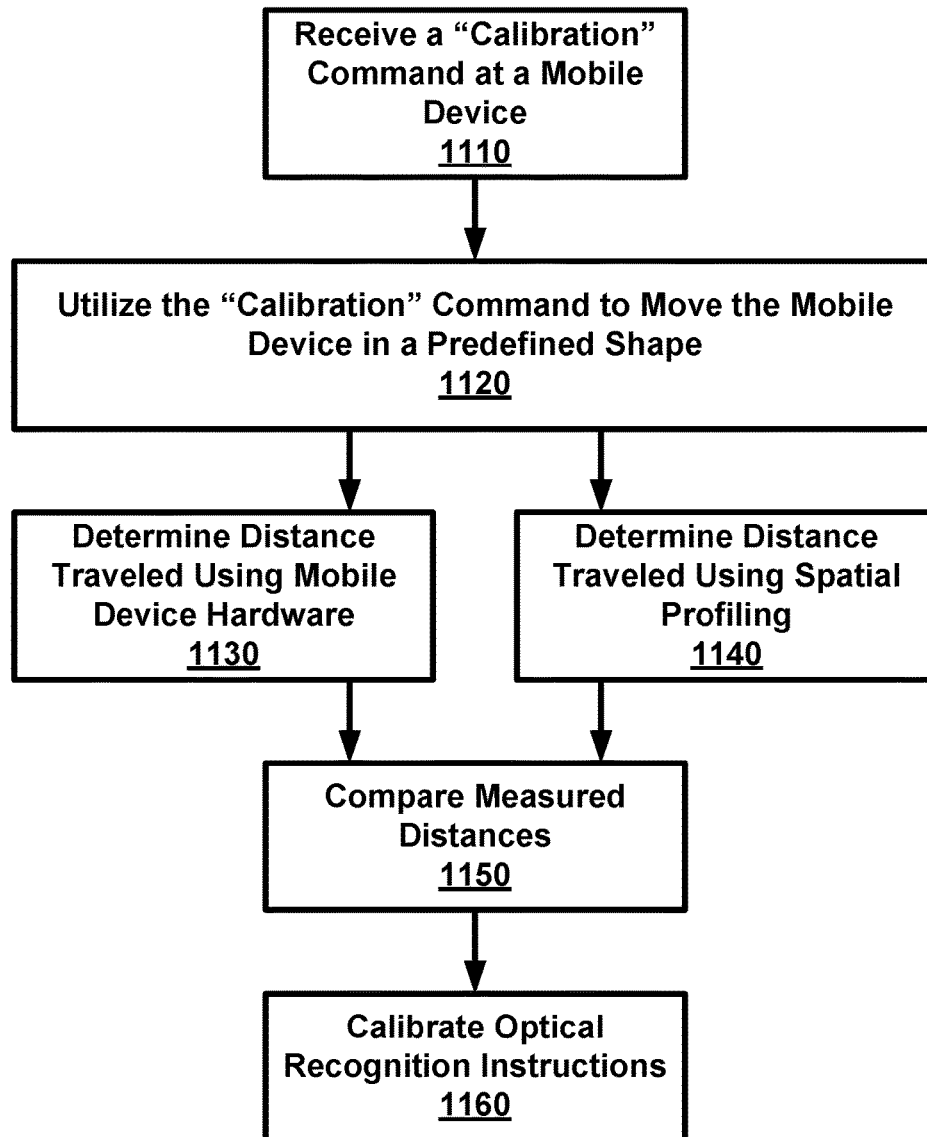 Receive a “Calibration”
Command at a Mobile
Device
1110
Utilize the “Calibration” Command to Move the Mobile
Device in a Predefined Shape
1120
Determine Distance
Traveled Using Mobile
Device Hardware
1130
Determine Distance
Traveled Using Spatial
Profiling
1140
Compare Measured
Distances
1150
Calibrate Optical
Recognition Instructions
1160